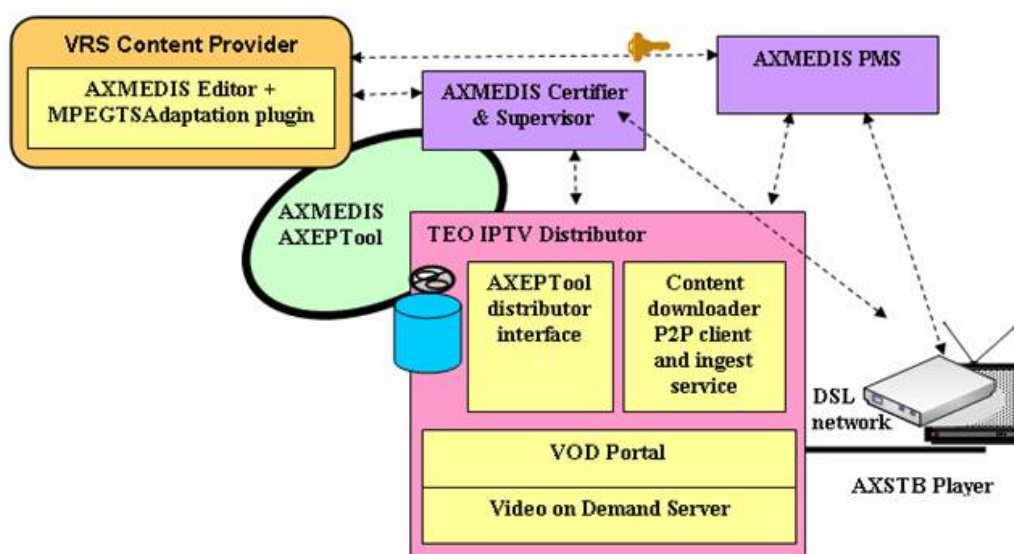 VRS Content Provider
AXMEDIS Editor +
MPEGTSAdaptation plugin
AXMEDIS Certifier
& Supervisor
AXMEDIS PMS
AXMEDIS
AXEPTool
TEO IPTV Distributor
AXEPTool
distributor
interface
Content
downloader
P2P client
and ingest
service
VOD Portal
Video on Demand Server
DSL
network
AXSTB Player